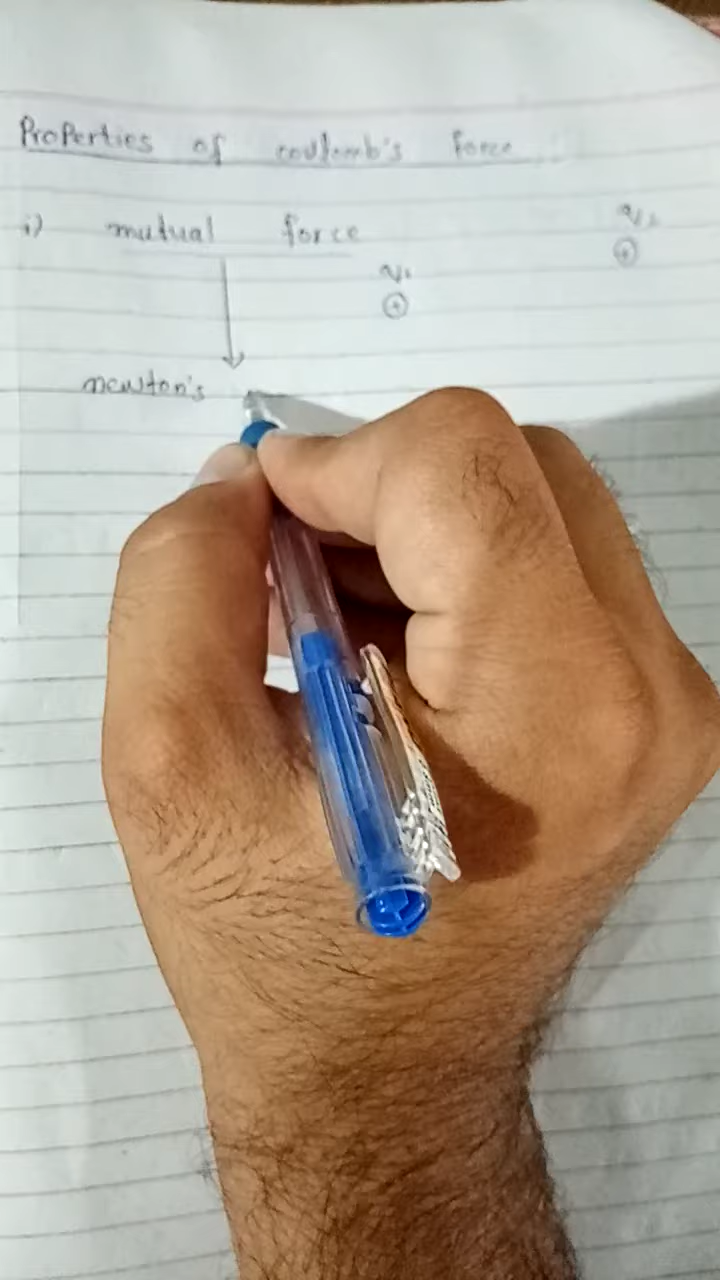 Properties of coulomb's force
i) mutual force
q₁
q₂
newton's